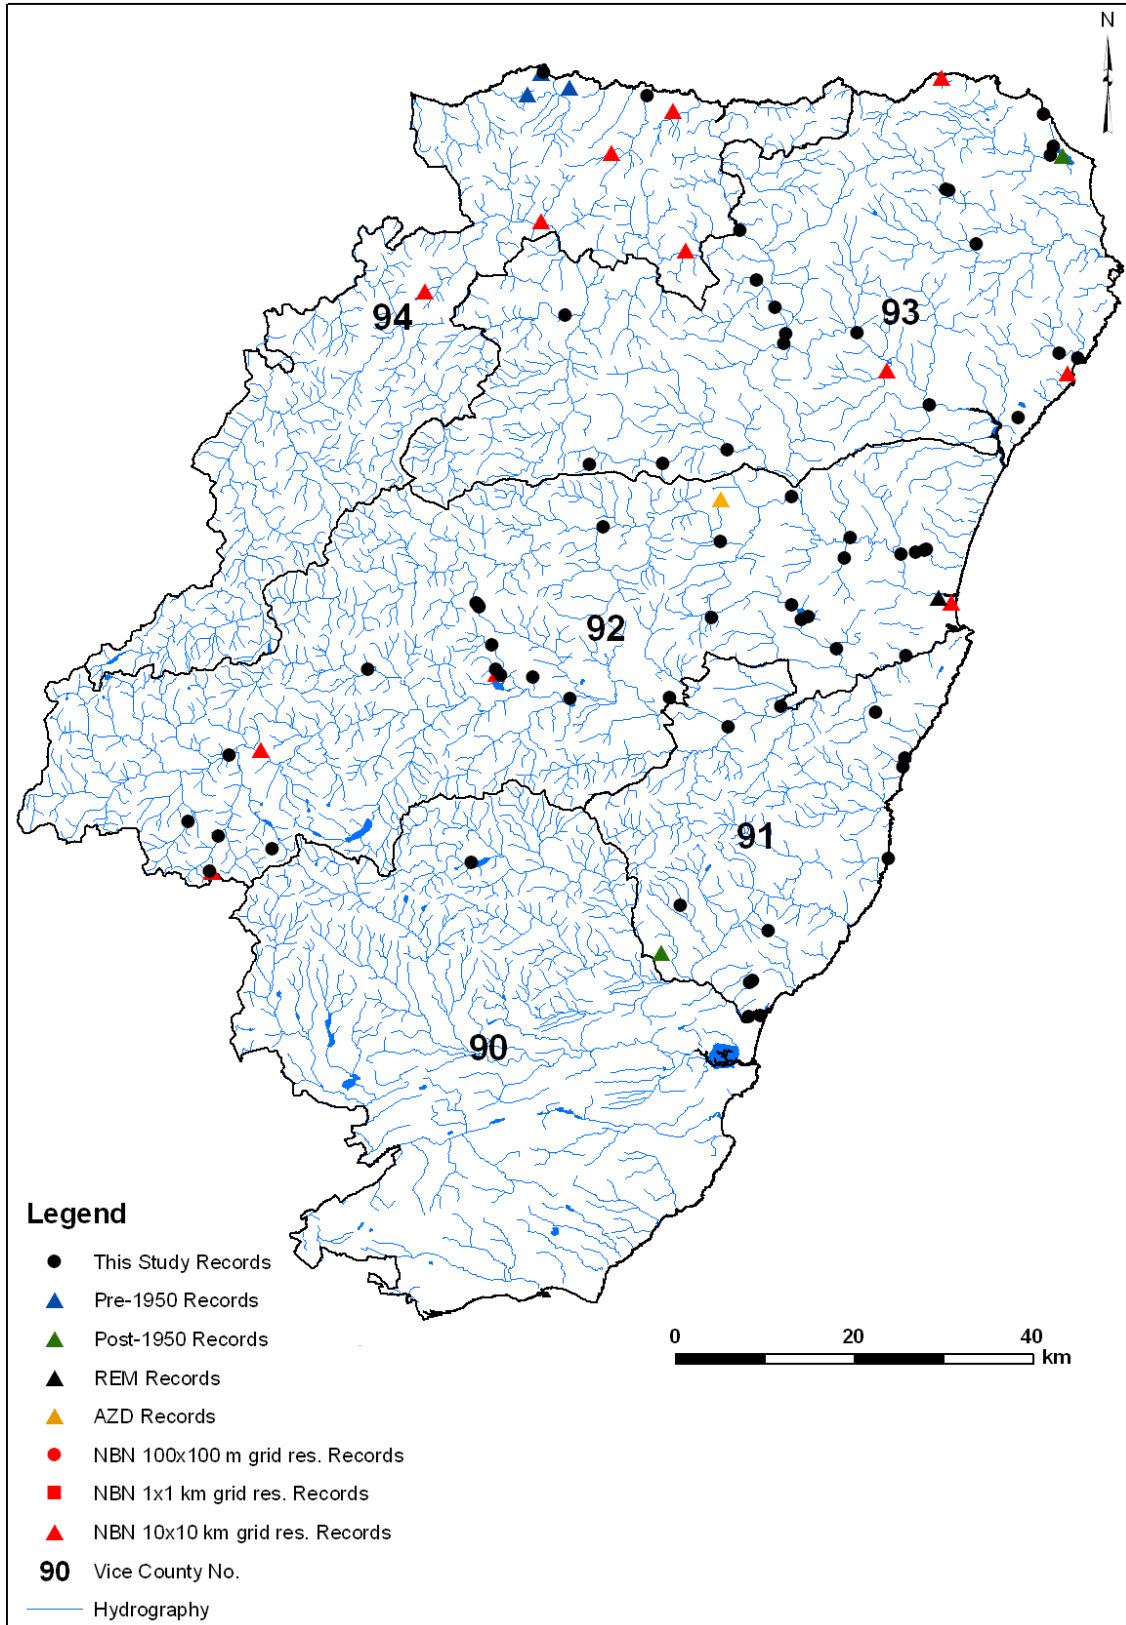 N
94
93
92
91
90
Legend
This Study Records
Pre-1950 Records
Post-1950 Records
REM Records
AZD Records
NBN 100x100 m grid res. Records
NBN 1x1 km grid res. Records
NBN 10x10 km grid res. Records
90 Vice County No.
Hydrography
0 20 40
km